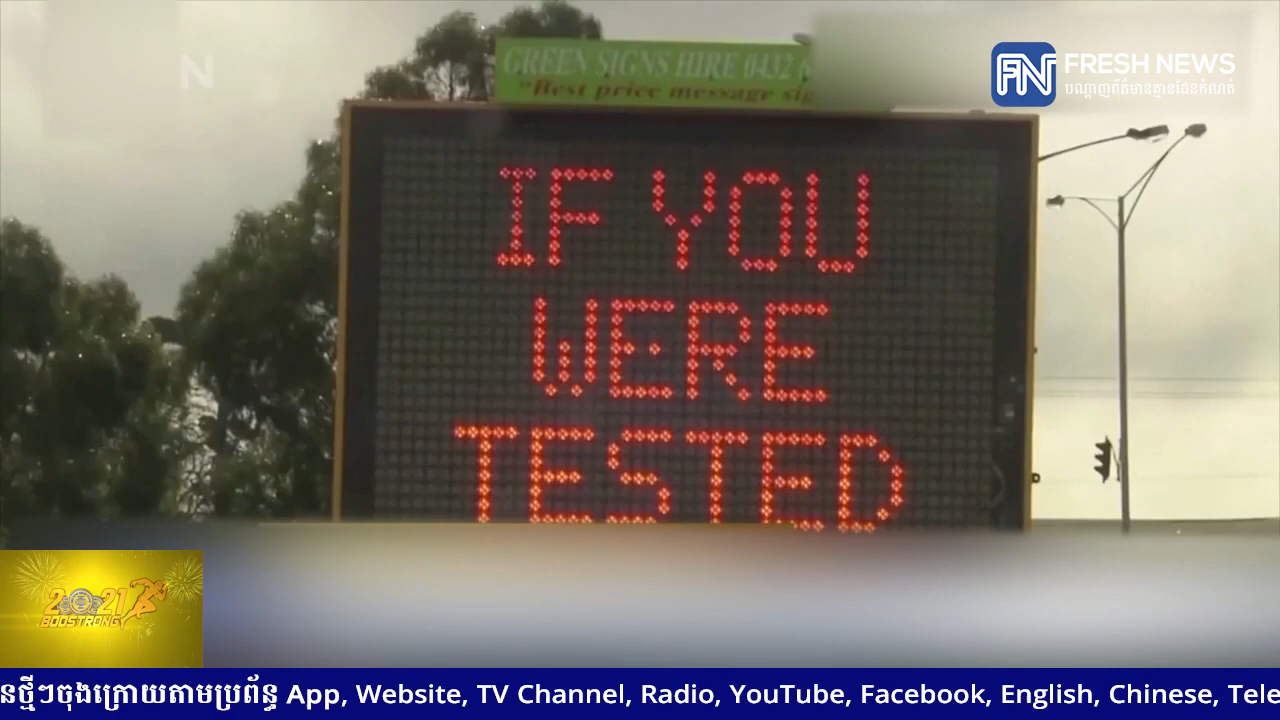 N
GREEN SIGNS HIRE 0432
"Best price message
FN FRESH NEWS
បណ្ដាញព័ត៌មានគ្មានដែនកំណត់
IF YOU
WERE
TESTED
2021
BOOSTRONG
នថ្មីៗចុងក្រោយតាមប្រព័ន្ធ App, Website, TV Channel, Radio, YouTube, Facebook, English, Chinese, Tele